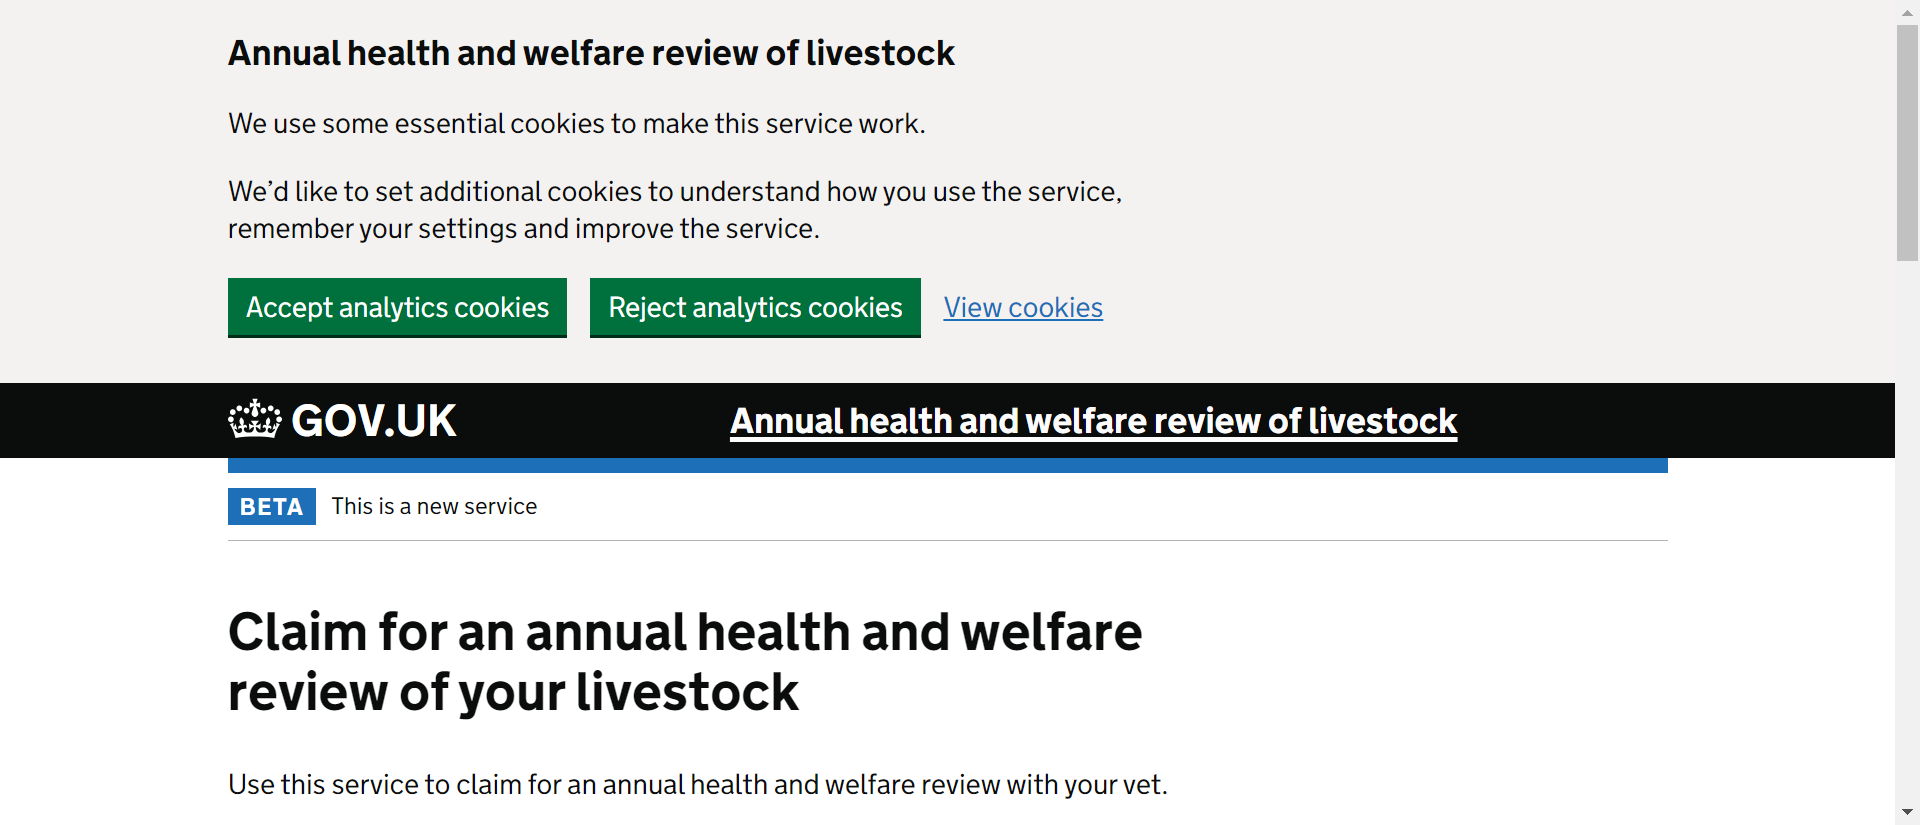 Annual health and welfare review of livestock
We use some essential cookies to make this service work.
We’d like to set additional cookies to understand how you use the service,
remember your settings and improve the service.
Accept analytics cookies
Reject analytics cookies
View cookies
GOV.UK
Annual health and welfare review of livestock
BETA
This is a new service
Claim for an annual health and welfare
review of your livestock
Use this service to claim for an annual health and welfare review with your vet.